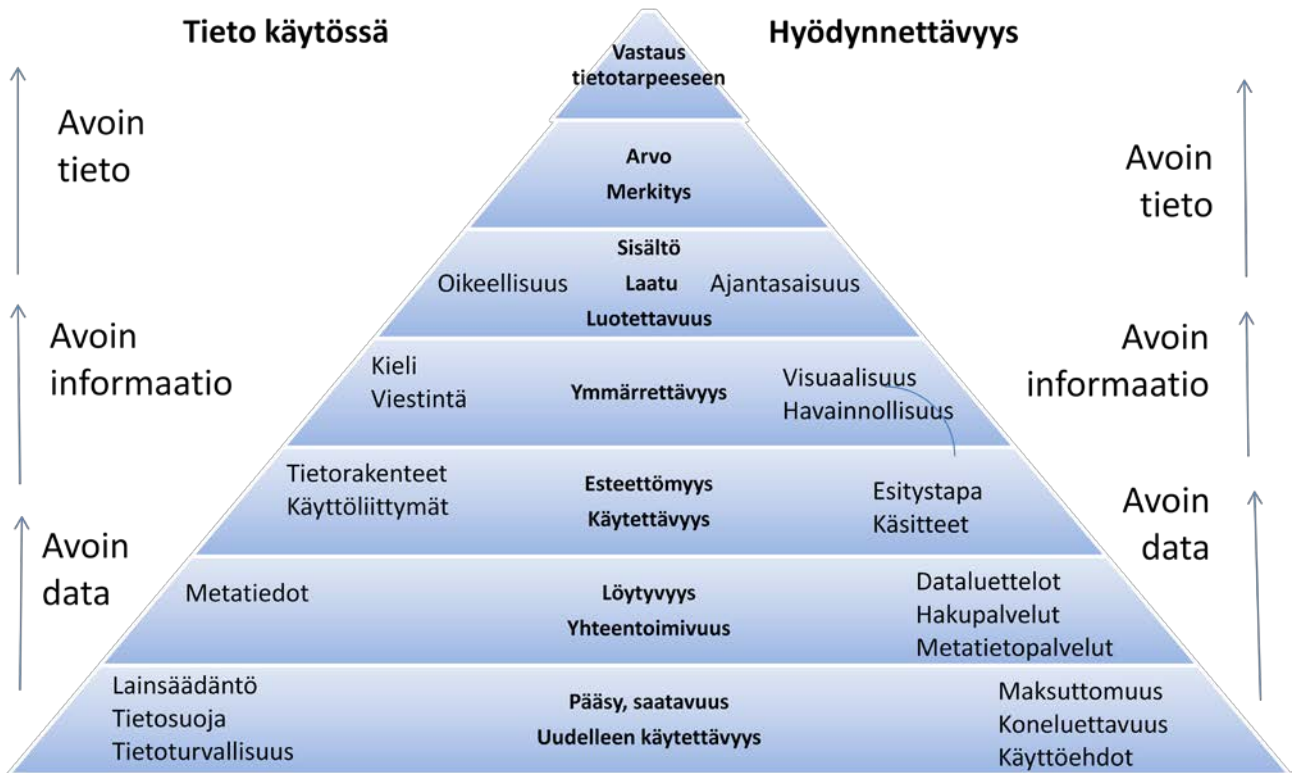 Tieto käytössä
Hyödynnettävyys
Vastaus
tietotarpeeseen
Avoin
tieto
Arvo
Merkitys
Avoin
tieto
Sisältö
Oikeellisuus
Laatu
Ajantasaisuus
Luotettavuus
Avoin
informaatio
Kieli
Viestintä
Ymmärrettävyys
Visuaalisuus
Havainnollisuus
Avoin
informaatio
Tietorakenteet
Käyttöliittymät
Esteettömyys
Käytettävyys
Esitystapa
Käsitteet
Avoin
data
Avoin
data
Metatiedot
Löytyvyys
Yhteentoimivuus
Dataluettelot
Hakupalvelut
Metatietopalvelut
Lainsäädäntö
Tietosuoja
Tietoturvallisuus
Pääsy, saatavuus
Uudelleen käytettävyys
Maksuttomuus
Koneluettavuus
Käyttöehdot